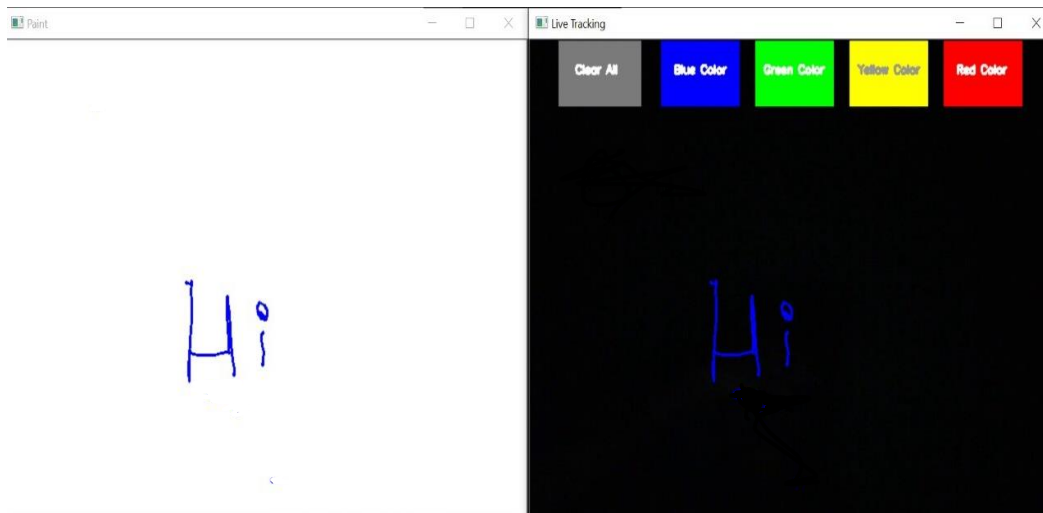 Paint
Live Tracking
Clear All Blue Color Green Color Yellow Color Red Color
Hi
Hi